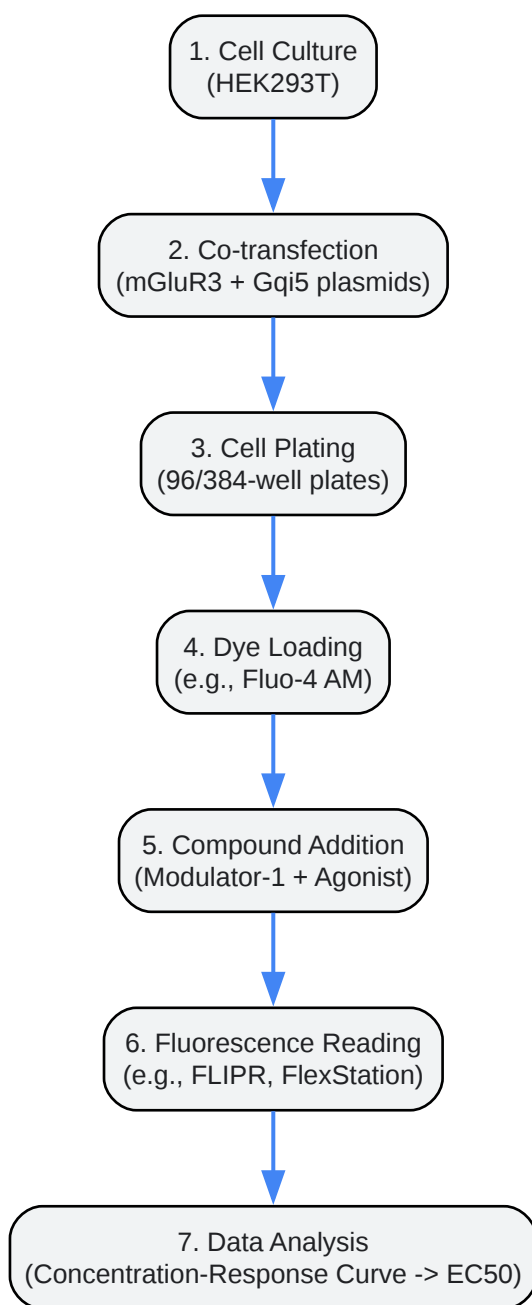 1. Cell Culture
(HEK293T)
2. Co-transfection
(mGluR3 + Gqi5 plasmids)
3. Cell Plating
(96/384-well plates)
4. Dye Loading
(e.g., Fluo-4 AM)
5. Compound Addition
(Modulator-1 + Agonist)
6. Fluorescence Reading
(e.g., FLIPR, FlexStation)
7. Data Analysis
(Concentration-Response Curve -> EC50)